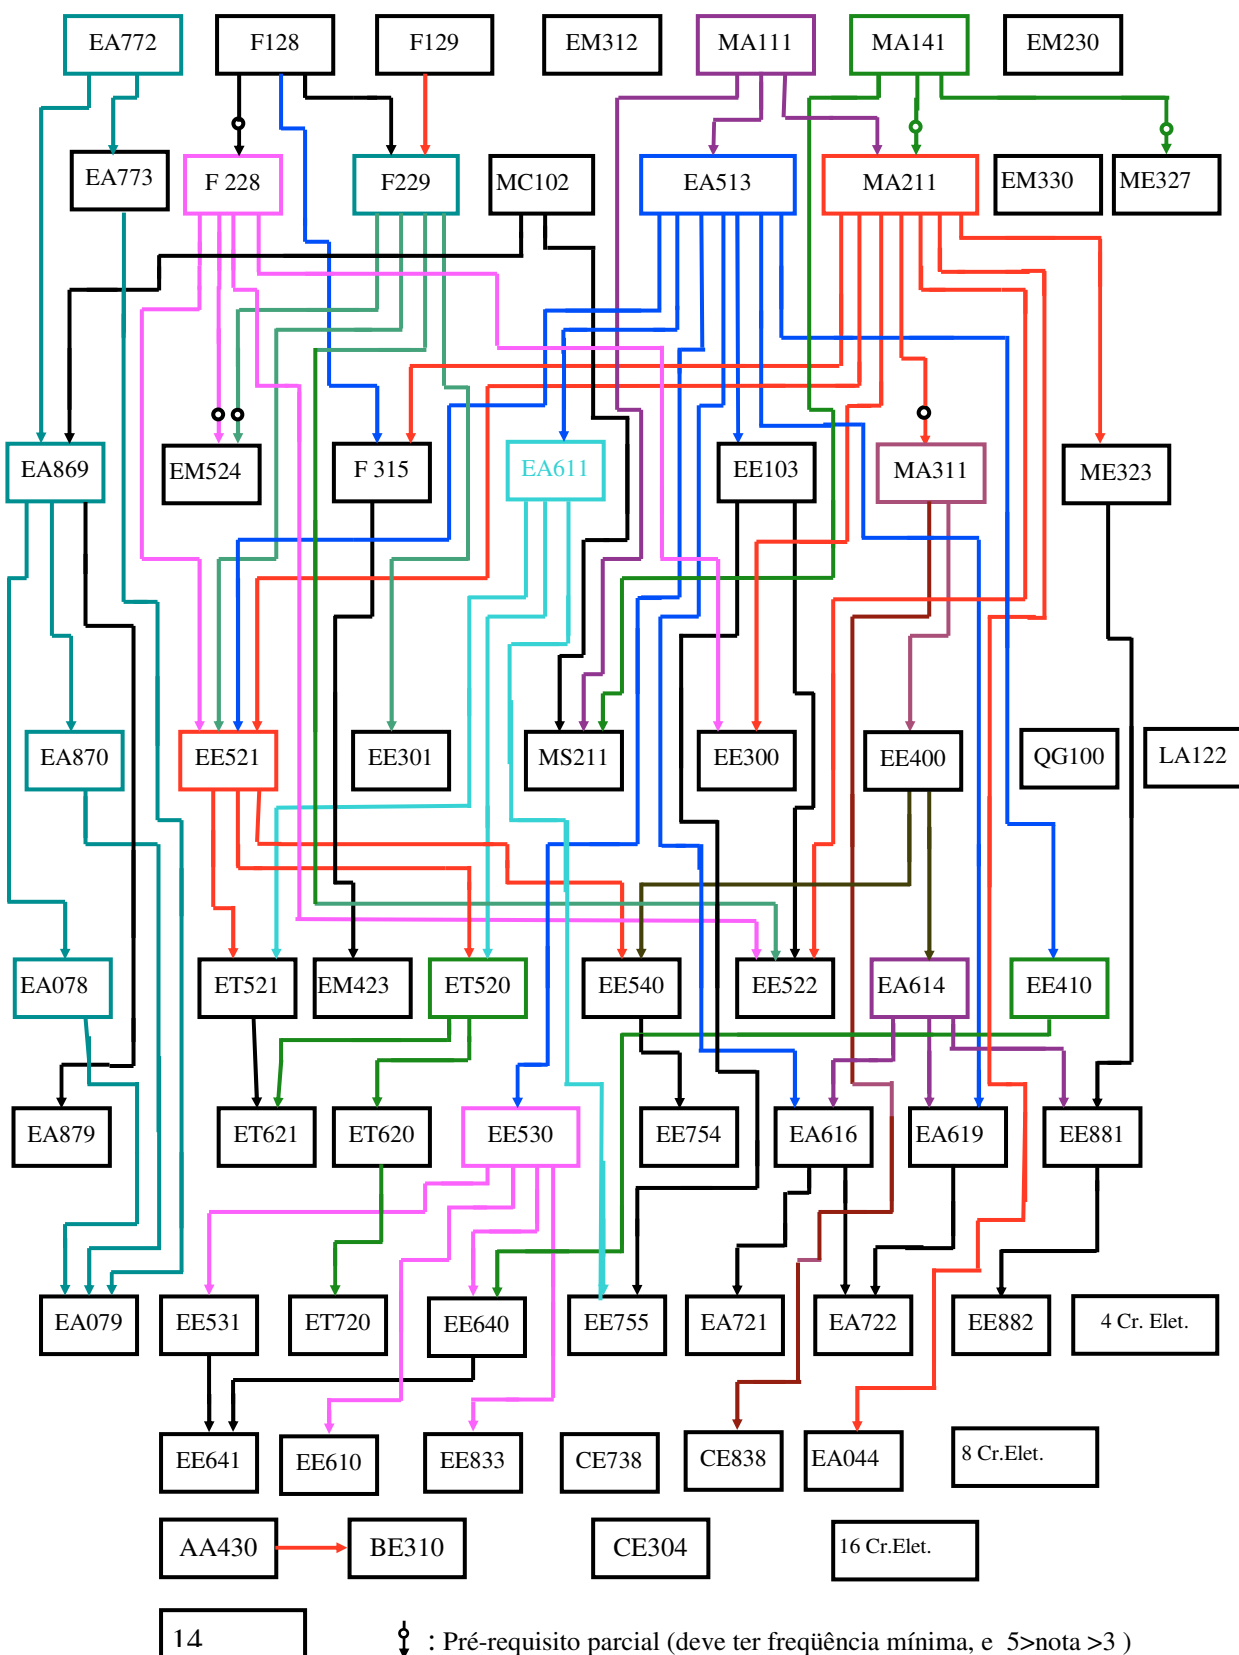 EA772 F128 F129 EM312 MA111 MA141 EM230
EA773 F 228 F229 MC102 EA513 MA211 EM330 ME327
EA869 EM524 F 315 EA611 EE103 MA311 ME323
EA870 EE521 EE301 MS211 EE300 EE400 QG100 LA122
EA078 ET521 EM423 ET520 EE540 EE522 EA614 EE410
EA879 ET621 ET620 EE530 EE754 EA616 EA619 EE881
EA079 EE531 ET720 EE640 EE755 EA721 EA722 EE882 4 Cr. Elet.
EE641 EE610 EE833 CE738 CE838 EA044 8 Cr.Elet.
AA430 BE310 CE304 16 Cr.Elet.
14 : Pré-requisito parcial (deve ter freqüência mínima, e 5>nota >3 )